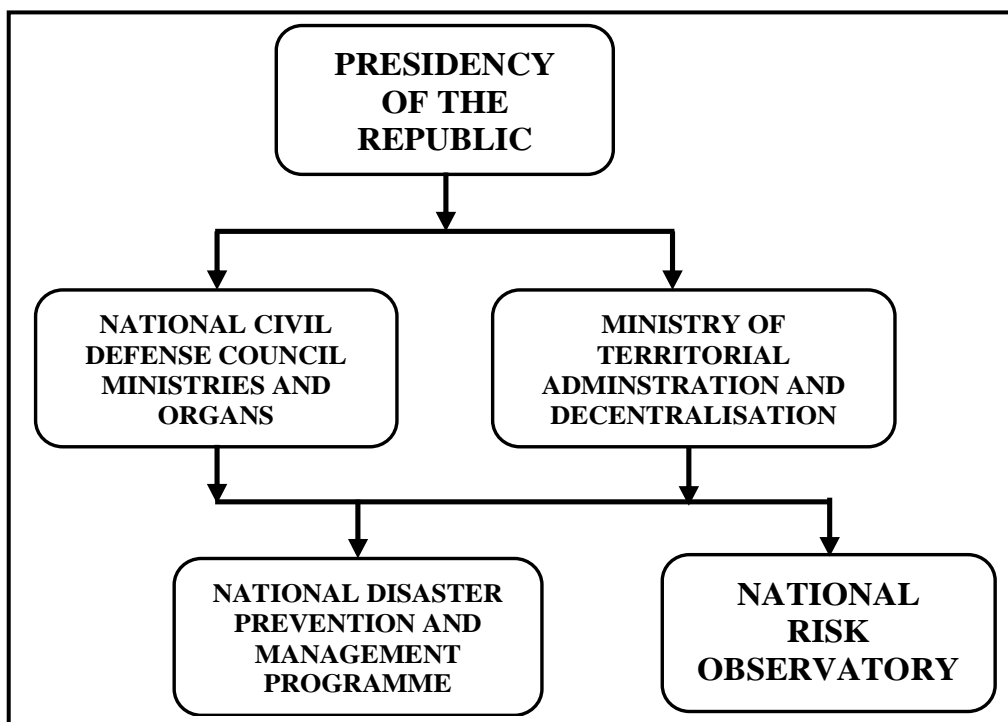 PRESIDENCY
OF THE
REPUBLIC
NATIONAL CIVIL
DEFENSE COUNCIL
MINISTRIES AND
ORGANS
MINISTRY OF
TERRITORIAL
ADMINSTRATION AND
DECENTRALISATION
NATIONAL DISASTER
PREVENTION AND
MANAGEMENT
PROGRAMME
NATIONAL
RISK
OBSERVATORY